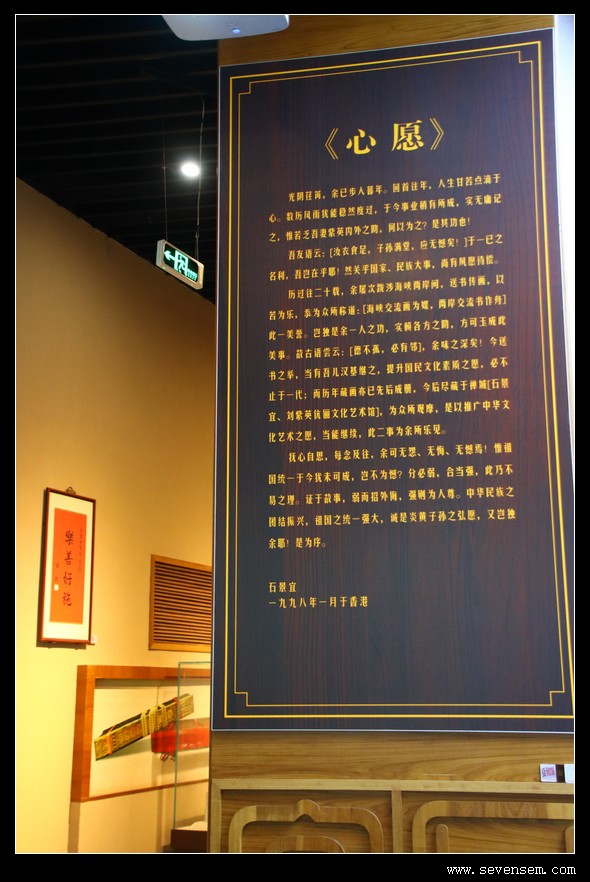 《心愿》
光阴荏苒，余已步入暮年。回首往年，人生甘苦点滴于
心。数历风雨犹能稳然度过，于今事业稍有所成，实无庸记
之，惟若乏吾妻紫英内外之助，何以为之？是其功也！
吾友语云：[汝衣食足，子孙满堂，应无憾矣！]于一己之
名利，吾岂在乎耶！然关乎国家、民族大事，尚有夙愿待偿。
历过往二十载，余屡次跋涉海峡两岸间，送书传画，以
苦为乐，忝为众所称道：[海峡交流画为媒，两岸交流书作舟]
此一美誉。岂独是余一人之功，实赖各方之助，方可玉成此
美事。故古语尝云：[德不孤，必有邻]，余味之深矣！今送
书之举，当有吾儿汉基继之，提升国民文化素质之愿，必不
止于一代；而历年藏画亦已先后成册，今后尽藏于禅城[石景
宜、刘紫英伉俪文化艺术馆]，为众所观摩，是以推广中华文
化艺术之愿，当能继续，此二事为余所乐见。
抚心自思，每念及往，余可无怨、无悔、无憾焉！惟祖
国统一于今犹未可成，岂不为憾？分必弱，合当强，此乃不
易之理。证于故事，弱而招外侮，强则为人尊。中华民族之
团结振兴，祖国之统一强大，诚是炎黄子孙之弘愿，又岂独
余耶！是为序。
石景宜
一九九八年一月于香港
樂善好施
www.sevensem.com